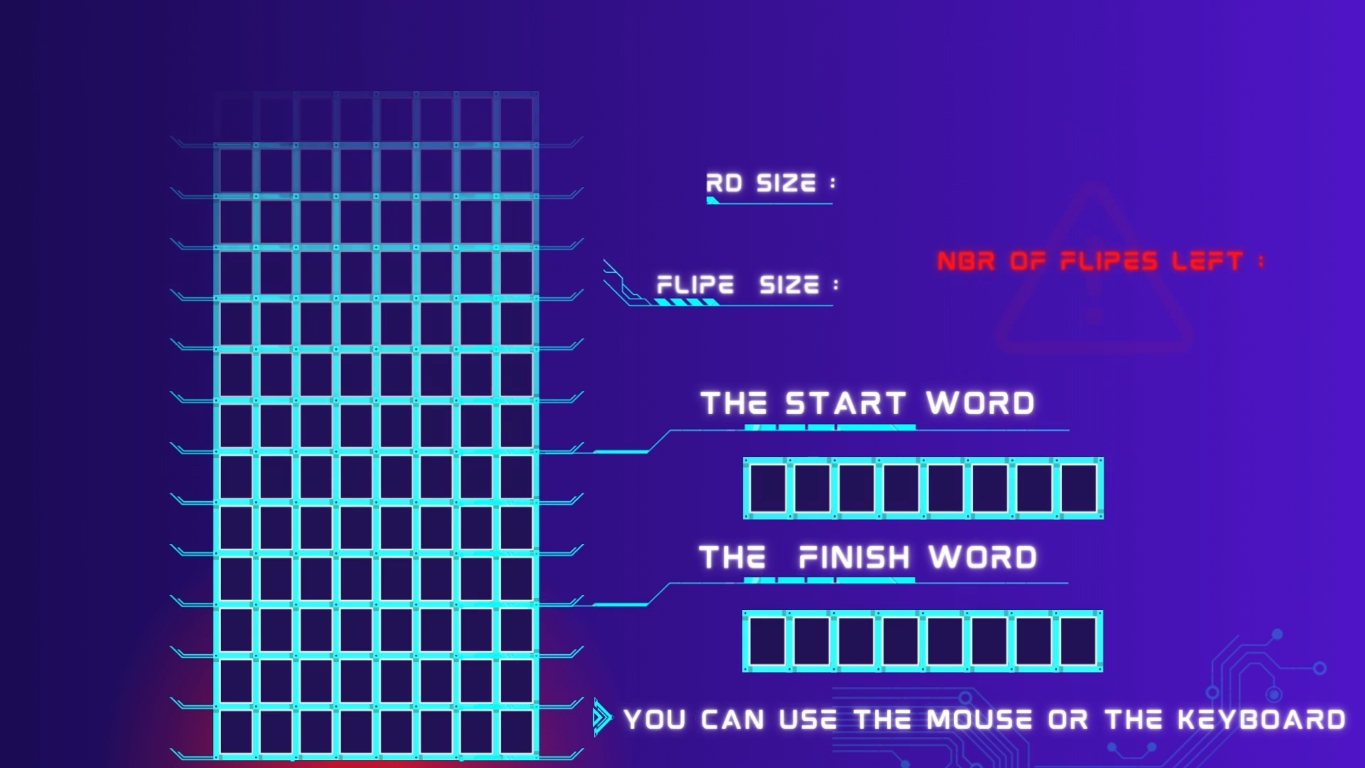 RD SIZE :
NBR OF FLIPES LEFT :
FLIPE SIZE :
THE START WORD
THE FINISH WORD
YOU CAN USE THE MOUSE OR THE KEYBOARD